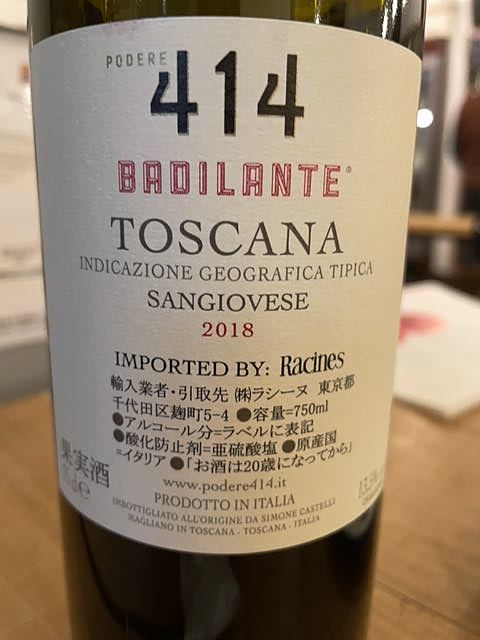 PODERE
414
BADILANTE®
TOSCANA
INDICAZIONE GEOGRAFICA TIPICA
SANGIOVESE
2018
IMPORTED BY: Racines
輸入業者・引取先 ㈱ラシーヌ 東京都
千代田区麹町5-4 ●容量=750ml
●アルコール分=ラベルに表記
●酸化防止剤=亜硫酸塩 ●原産国
=イタリア ●「お酒は20歳になってから」
果実酒
www.podere414.it
PRODOTTO IN ITALIA
IMBOTTIGLIATO ALL'ORIGINE DA SIMONE CASTELLI
MAGLIANO IN TOSCANA - TOSCANA - ITALIA